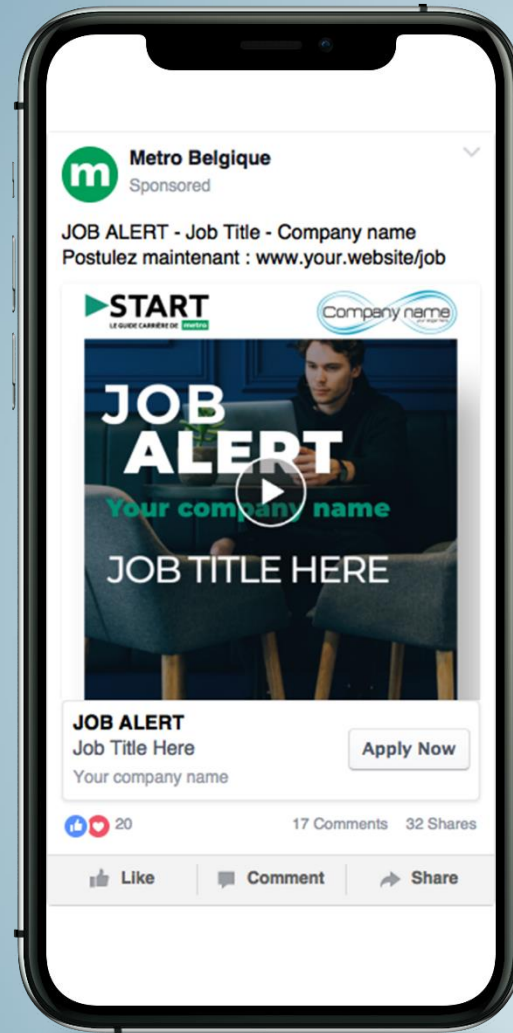 Metro Belgique
Sponsored
JOB ALERT - Job Title - Company name
Postulez maintenant : www.your.website/job
START
LE GUIDE CARRIÈRE DE metro
Company name
JOB
ALERT
Your company name
JOB TITLE HERE
JOB ALERT
Job Title Here
Your company name
Apply Now
20
17 Comments 32 Shares
Like Comment Share